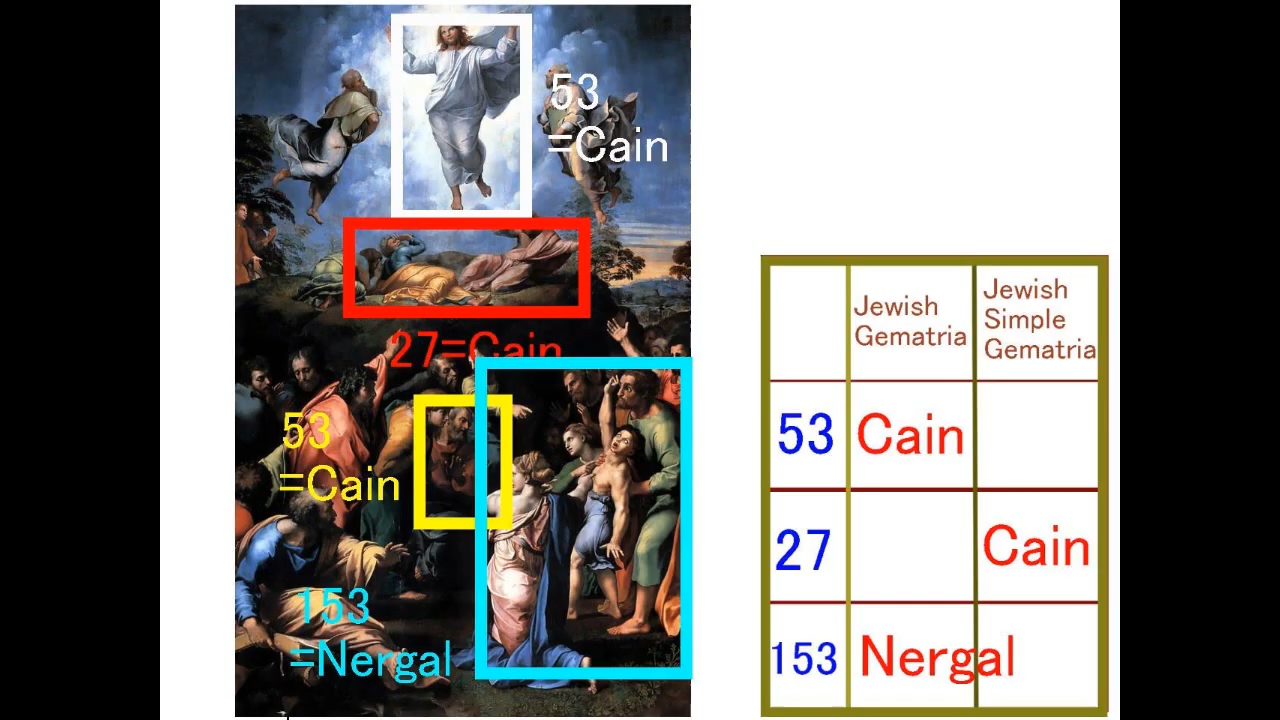 53
=Cain
27=Cain
53
=Cain
153
=Nergal
Jewish
Gematria
Jewish
Simple
Gematria
53 Cain
27 Cain
153 Nergal